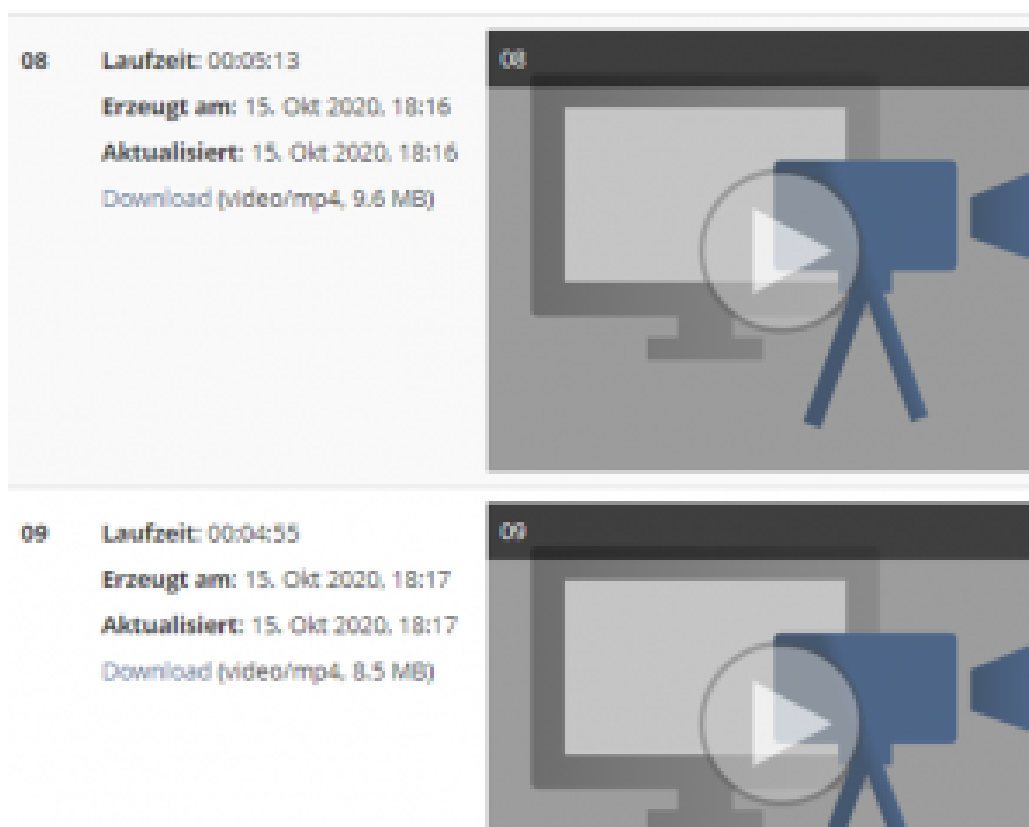 08
Laufzeit: 00:05:13
Erzeugt am: 15. Okt 2020, 18:16
Aktualisiert: 15. Okt 2020, 18:16
Download (video/mp4, 9.6 MB)
08
09
Laufzeit: 00:04:55
Erzeugt am: 15. Okt 2020, 18:17
Aktualisiert: 15. Okt 2020, 18:17
Download (video/mp4, 8.5 MB)
09